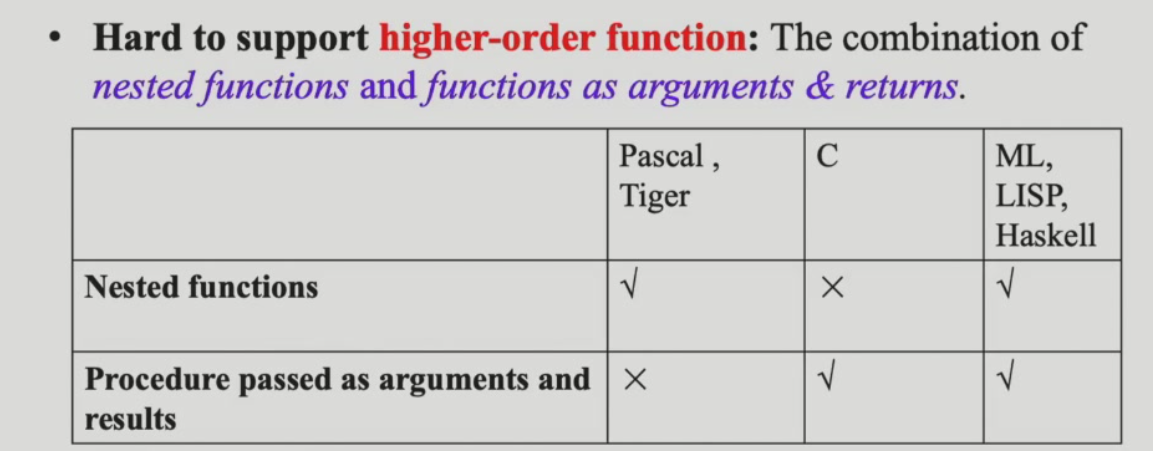 • Hard to support higher-order function: The combination of
nested functions and functions as arguments & returns.
Pascal ,
Tiger
C
ML,
LISP,
Haskell
Nested functions
√
×
√
Procedure passed as arguments and
results
×
√
√